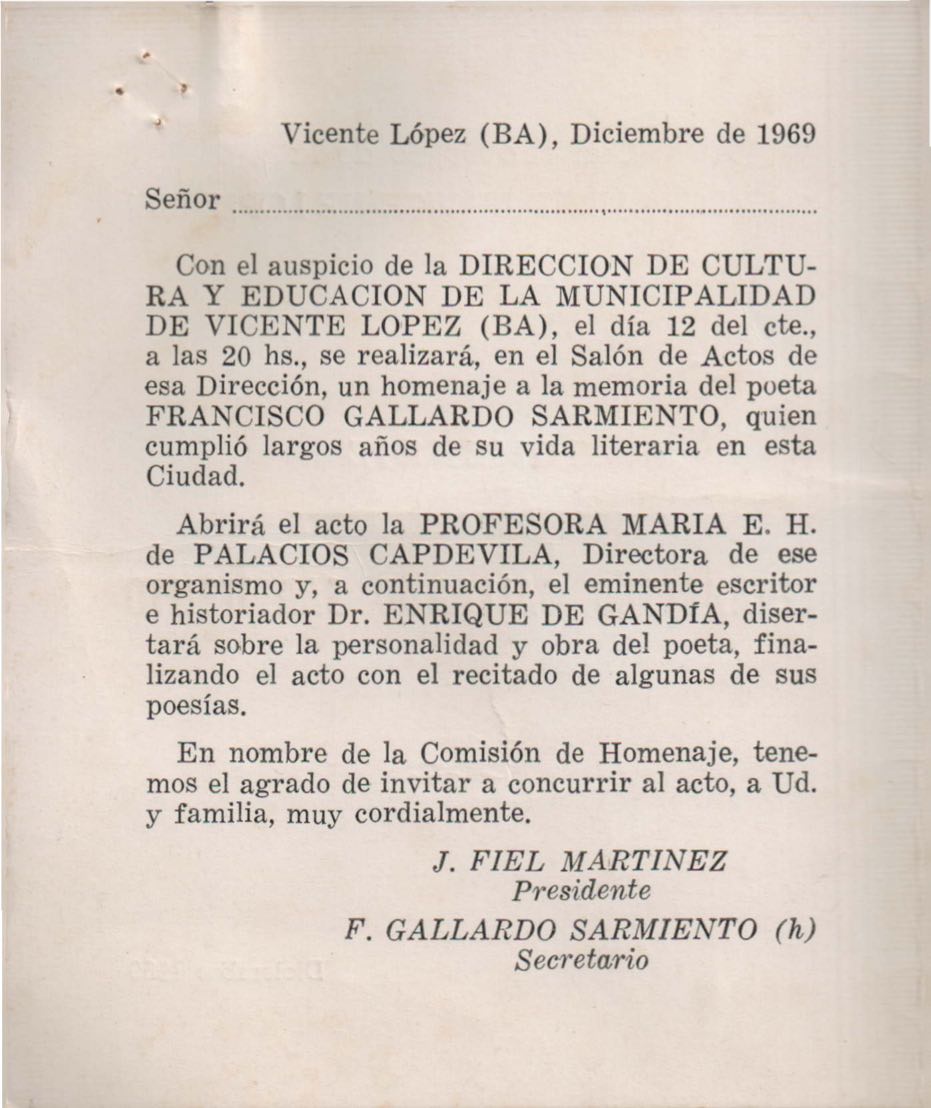 Vicente López (BA), Diciembre de 1969
Señor ................................................................
Con el auspicio de la DIRECCION DE CULTU-
RA Y EDUCACION DE LA MUNICIPALIDAD
DE VICENTE LOPEZ (BA), el día 12 del cte.,
a las 20 hs., se realizará, en el Salón de Actos de
esa Dirección, un homenaje a la memoria del poeta
FRANCISCO GALLARDO SARMIENTO, quien
cumplió largos años de su vida literaria en esta
Ciudad.
Abrirá el acto la PROFESORA MARIA E. H.
de PALACIOS CAPDEVILA, Directora de ese
organismo y, a continuación, el eminente escritor
e historiador Dr. ENRIQUE DE GANDÍA, diser-
tará sobre la personalidad y obra del poeta, fina-
lizando el acto con el recitado de algunas de sus
poesías.
En nombre de la Comisión de Homenaje, tene-
mos el agrado de invitar a concurrir al acto, a Ud.
y familia, muy cordialmente.
J. FIEL MARTINEZ
Presidente
F. GALLARDO SARMIENTO (h)
Secretario